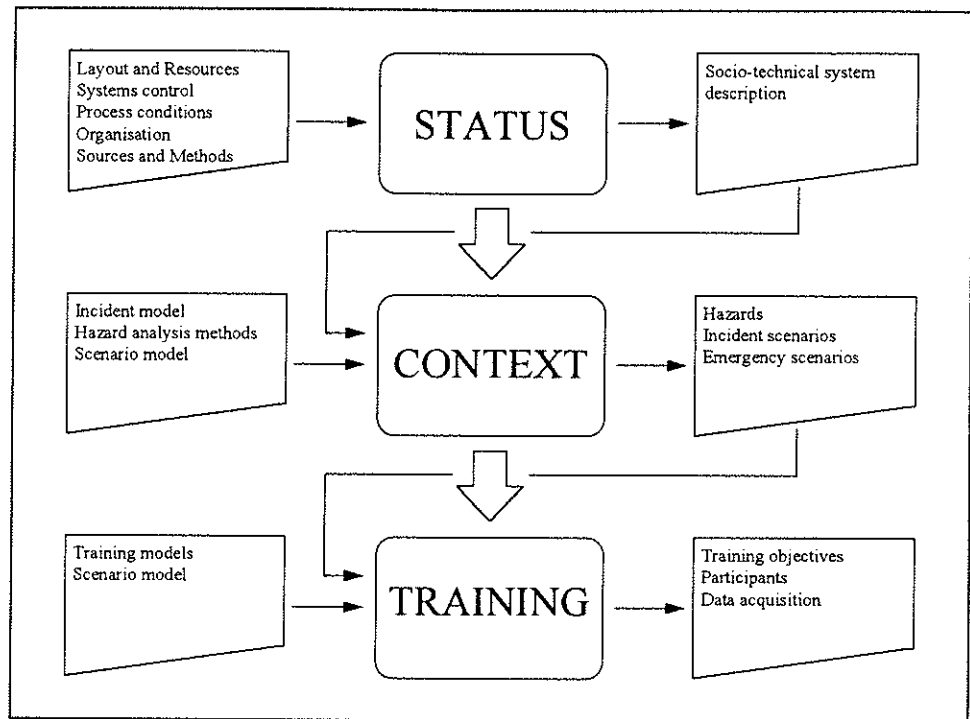 Layout and Resources
Systems control
Process conditions
Organisation
Sources and Methods
STATUS
Socio-technical system
description
Incident model
Hazard analysis methods
Scenario model
CONTEXT
Hazards
Incident scenarios
Emergency scenarios
Training models
Scenario model
TRAINING
Training objectives
Participants
Data acquisition